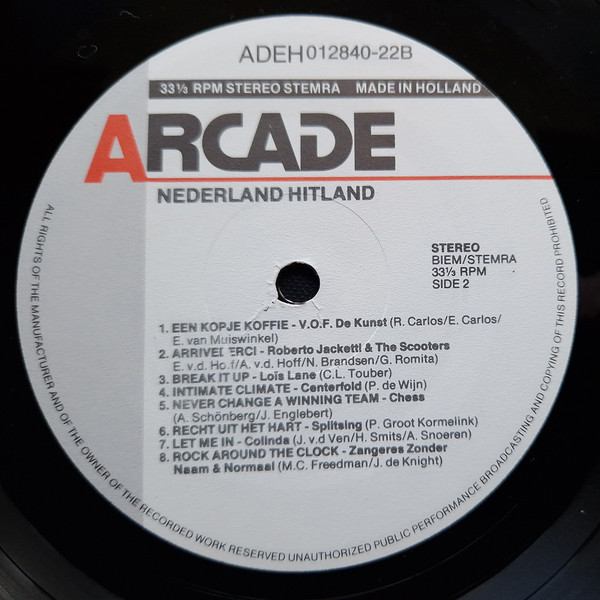 ADEH012840-22B
33⅓ RPM STEREO STEMRA MADE IN HOLLAND
ARCADE
NEDERLAND HITLAND
STEREO
BIEM/STEMRA
33⅓ RPM
SIDE 2
1. EEN KOPJE KOFFIE - V.O.F. De Kunst (R. Carlos/E. Carlos/
E. van Muiswinkel)
2. - Roberto Jacketti & The Scooters
E. v.d. /A. v.d. Hoff/N. Brandsen/G. Romita)
3. BREAK IT UP - Loïs Lane (C.L. Touber)
4. INTIMATE CLIMATE - Centerfold (P. de Wijn)
5. NEVER CHANGE A WINNING TEAM - Chess
(A. Schönberg/J. Englebert)
6. RECHT UIT HET HART - Splitsing (P. Groot Kormelink)
7. LET ME IN - Colinda (J. v.d Ven/H. Smits/A. Snoeren)
8. ROCK AROUND THE CLOCK - Zangeres Zonder
Naam & Normaal (M.C. Freedman/J. de Knight)
ALL RIGHTS OF THE MANUFACTURER AND OF THE OWNER OF THE RECORDED WORK RESERVED UNAUTHORIZED PUBLIC PERFORMANCE BROADCASTING AND COPYING OF THIS RECORD PROHIBITED